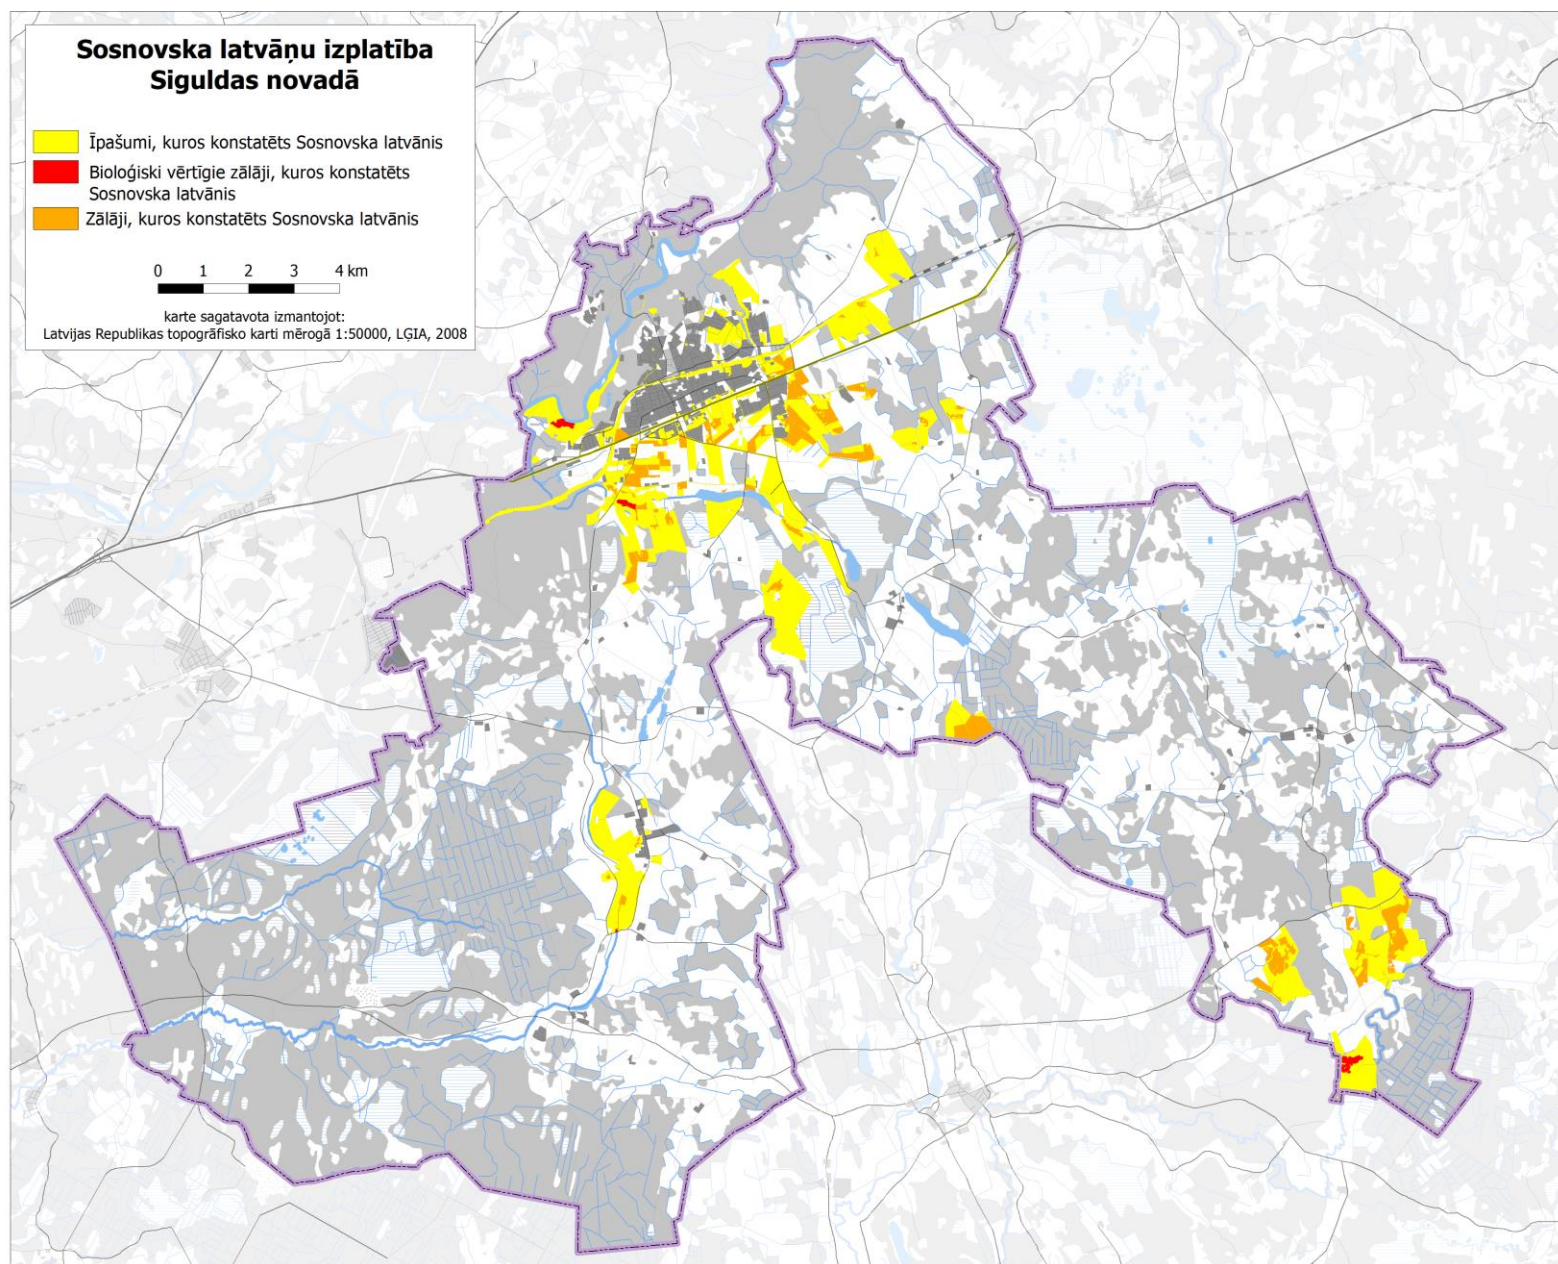 Sosnovska latvāņu izplatība
Siguldas novadā
Īpašumi, kuros konstatēts Sosnovska latvānis
Bioloģiski vērtīgie zālāji, kuros konstatēts
Sosnovska latvānis
Zālāji, kuros konstatēts Sosnovska latvānis
0 1 2 3 4 km
karte sagatavota izmantojot:
Latvijas Republikas topogrāfisko karti mērogā 1:50000, LĢIA, 2008